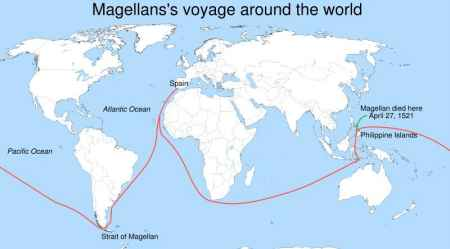 Magellans's voyage around the world
Spain
Atlantic Ocean
Magellan died here
April 27, 1521
Philippine Islands
Pacific Ocean
Strait of Magellan